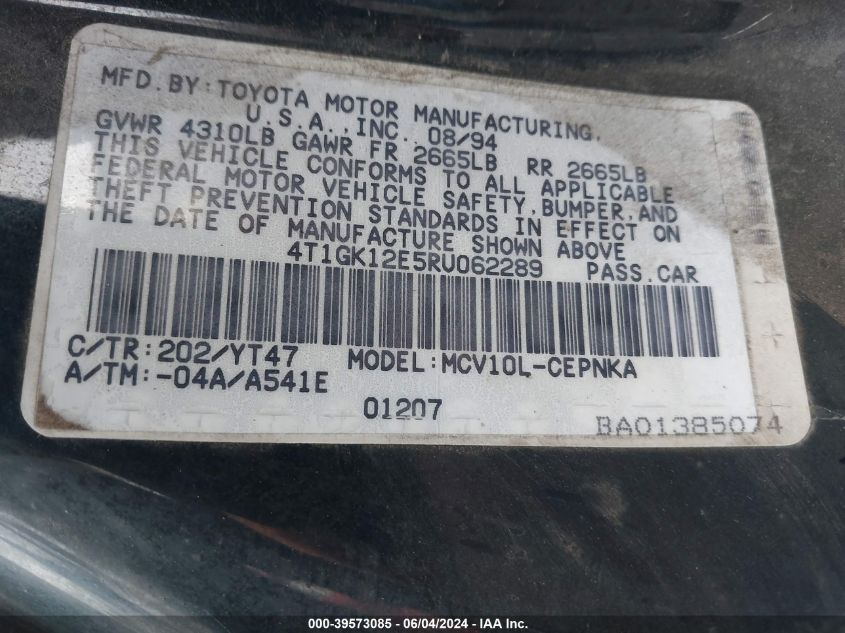 MFD. BY: TOYOTA MOTOR MANUFACTURING.
U.S.A., INC. 08/94
GVWR 4310LB GAWR FR 2665LB RR 2665LB
THIS VEHICLE CONFORMS TO ALL APPLICABLE
FEDERAL MOTOR VEHICLE SAFETY, BUMPER, AND
THEFT PREVENTION STANDARDS IN EFFECT ON
THE DATE OF MANUFACTURE SHOWN ABOVE
4T1GK12E5RU062289 PASS.CAR
C/TR:202/YT47 MODEL:MCV10L-CEPNKA
A/TM:-04A/A541E
01207
BA01385074
000-39573085 - 06/04/2024 - IAA Inc.